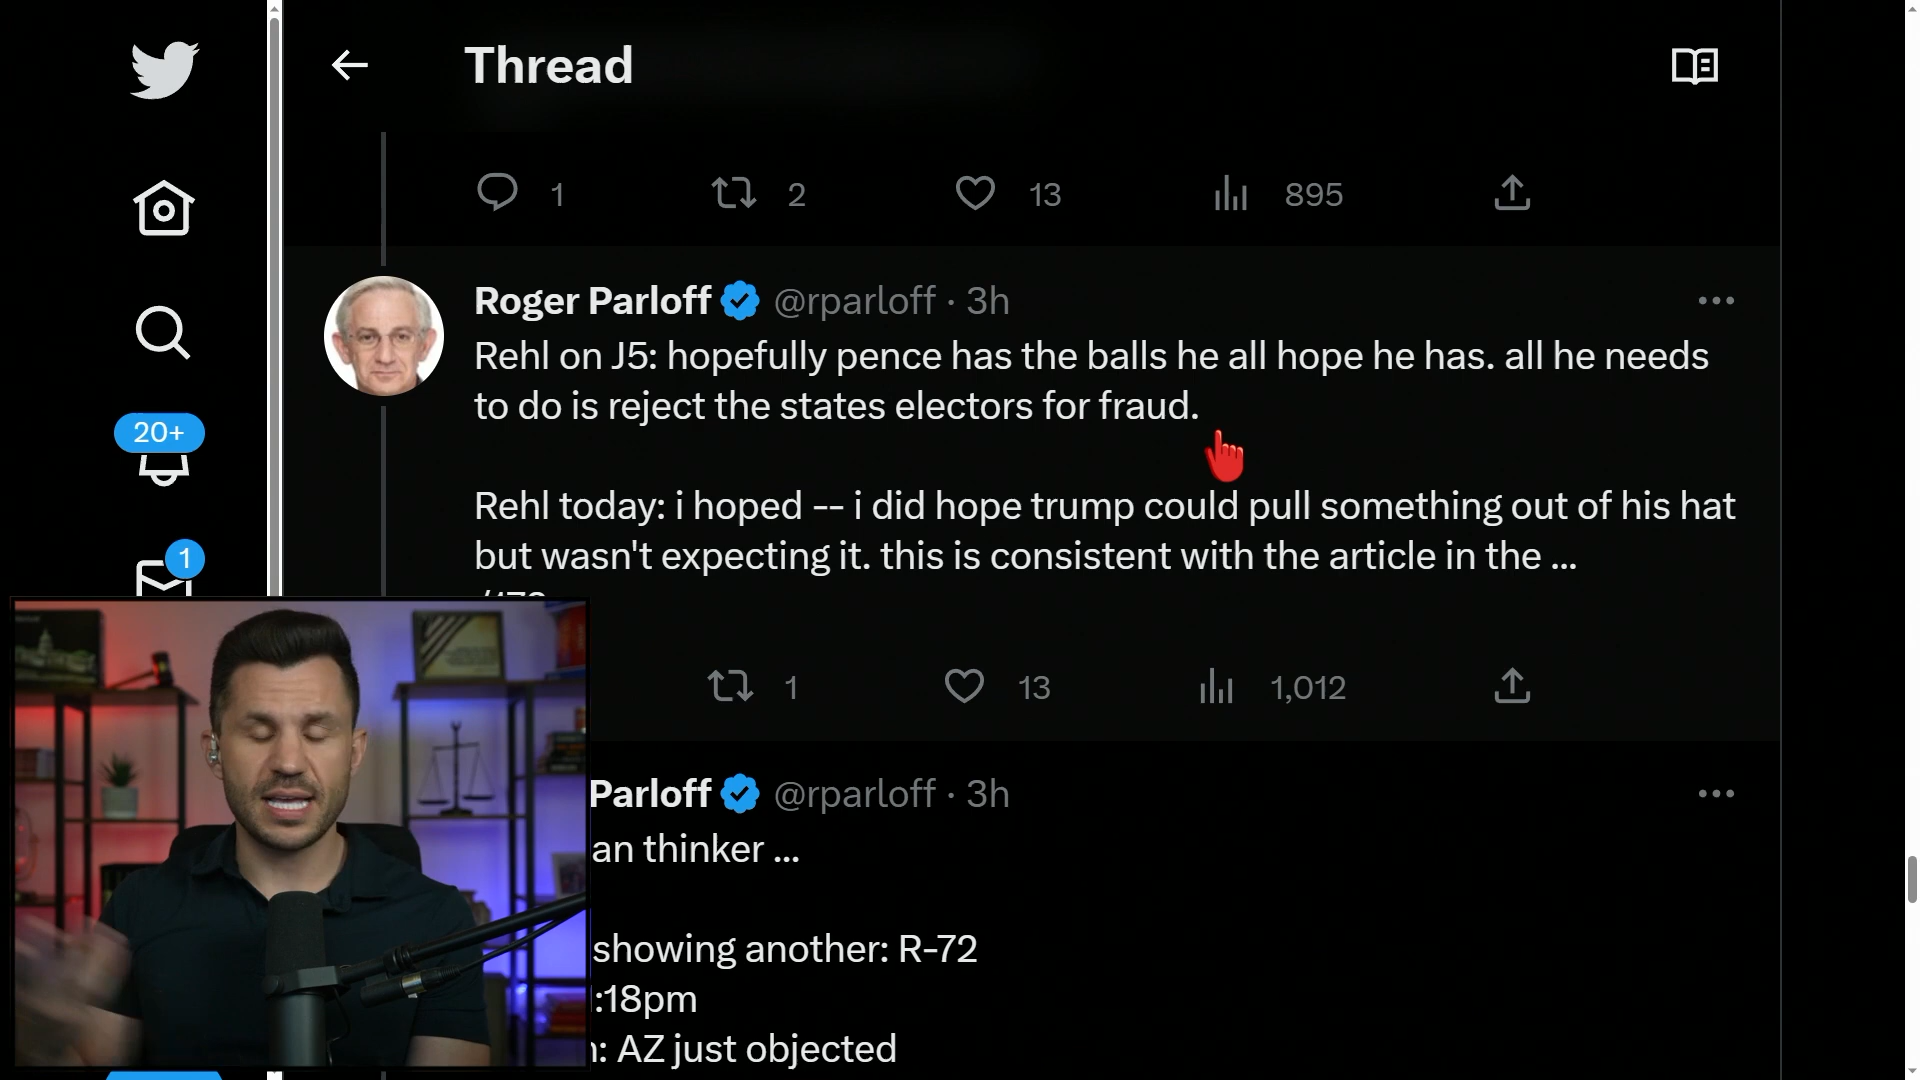 Thread
1 2 13 895
Roger Parloff @rparloff · 3h
Rehl on J5: hopefully pence has the balls he all hope he has. all he needs
to do is reject the states electors for fraud.
20+
Rehl today: i hoped -- i did hope trump could pull something out of his hat
but wasn't expecting it. this is consistent with the article in the ...
1
1 13 1,012
Parloff @rparloff · 3h
an thinker ...
showing another: R-72
:18pm
: AZ just objected